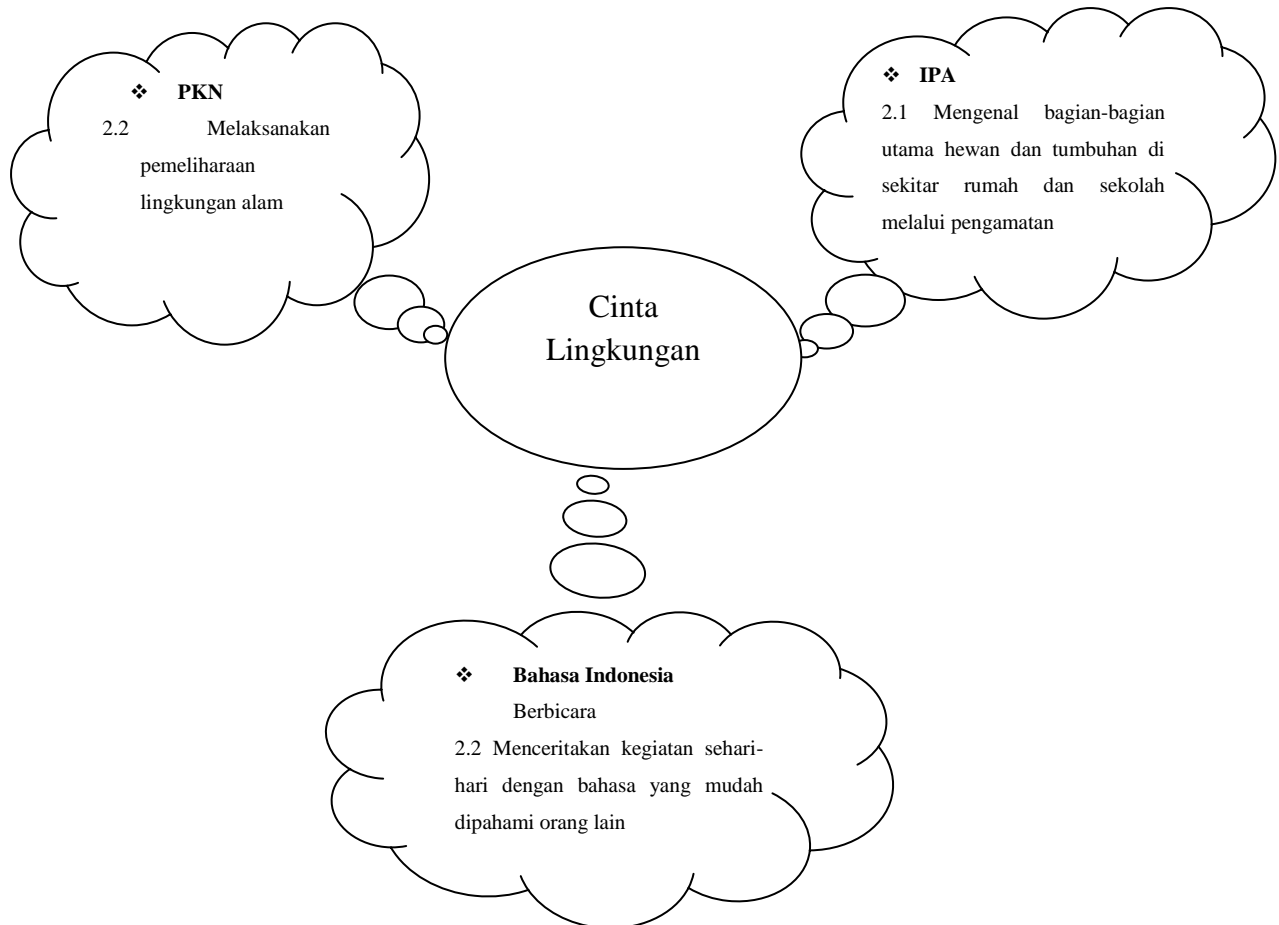 ❖ PKN
2.2 Melaksanakan
pemeliharaan
lingkungan alam
❖ IPA
2.1 Mengenal bagian-bagian
utama hewan dan tumbuhan di
sekitar rumah dan sekolah
melalui pengamatan
Cinta
Lingkungan
❖ Bahasa Indonesia
Berbicara
2.2 Menceritakan kegiatan sehari-
hari dengan bahasa yang mudah
dipahami orang lain